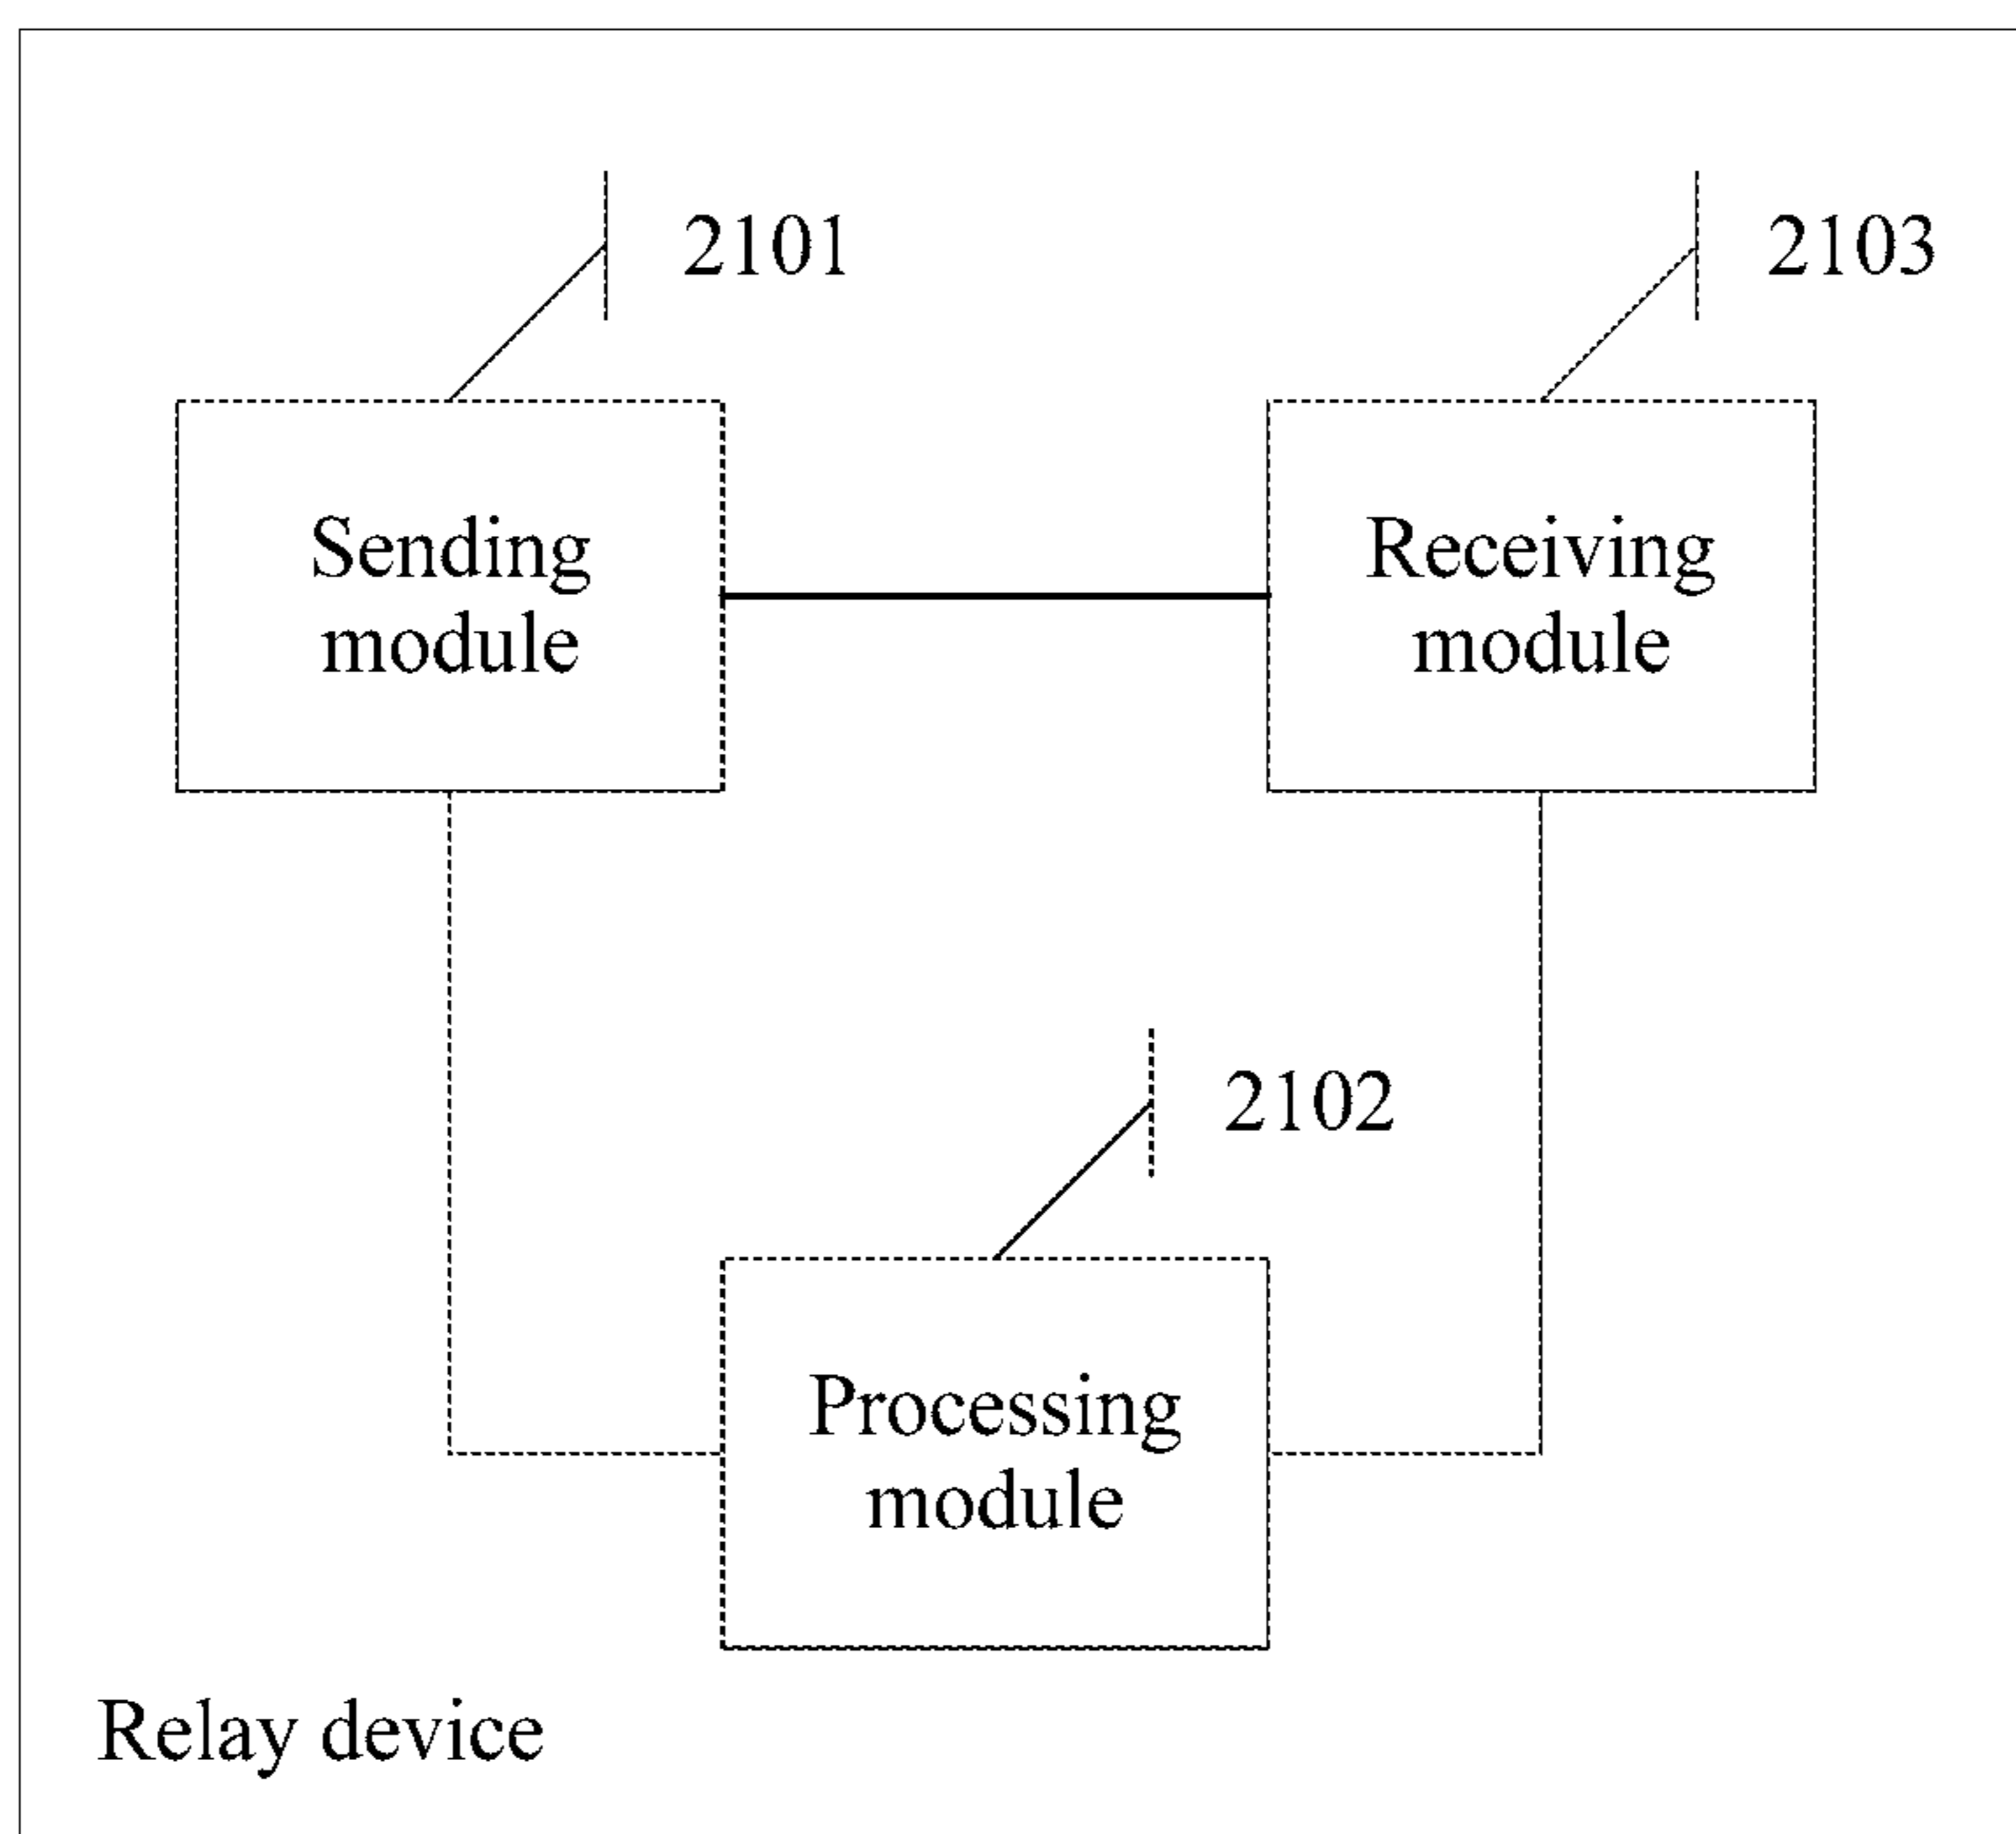 2101
2103
Sending
module
Receiving
module
2102
Processing
module
Relay device